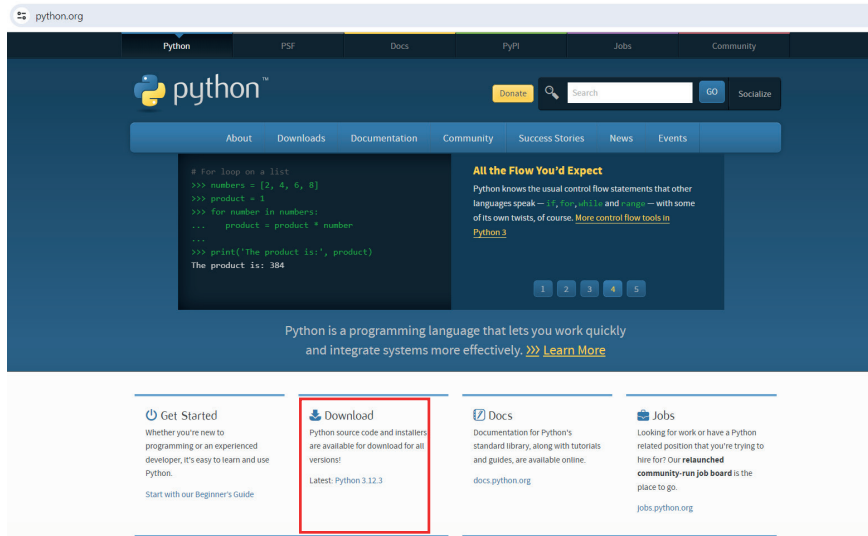 python.org
Python PSF Docs PyPI Jobs Community
python™
Donate Search GO Socialize
About Downloads Documentation Community Success Stories News Events
# For loop on a list
>>> numbers = [2, 4, 6, 8]
>>> product = 1
>>> for number in numbers:
... product = product * number
...
>>> print('The product is:', product)
The product is: 384
All the Flow You'd Expect
Python knows the usual control flow statements that other
languages speak — if, for, while and range — with some
of its own twists, of course. More control flow tools in
Python 3
1 2 3 4 5
Python is a programming language that lets you work quickly
and integrate systems more effectively. >>> Learn More
Get Started
Whether you're new to
programming or an experienced
developer, it's easy to learn and use
Python.
Start with our Beginner's Guide
Download
Python source code and installers
are available for download for all
versions!
Latest: Python 3.12.3
Docs
Documentation for Python's
standard library, along with tutorials
and guides, are available online.
docs.python.org
Jobs
Looking for work or have a Python
related position that you're trying to
hire for? Our relaunched
community-run job board is the
place to go.
jobs.python.org